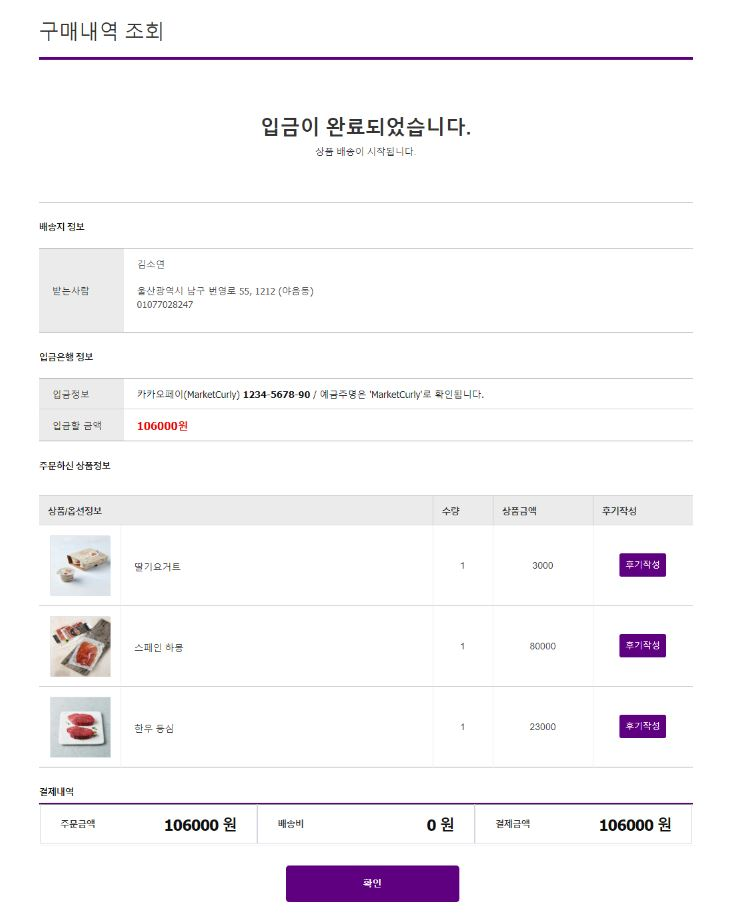 구매내역 조회
입금이 완료되었습니다.
상품 배송이 시작됩니다.
배송지 정보
받는사람
김소연
울산광역시 남구 번영로 55, 1212 (야음동)
01077028247
입금은행 정보
입금정보 카카오페이(MarketCurly) 1234-5678-90 / 예금주명은 'MarketCurly'로 확인됩니다.
입금할 금액 106000원
주문하신 상품정보
상품/옵션정보 수량 상품금액 후기작성
딸기요거트 1 3000 후기작성
스페인 하몽 1 80000 후기작성
한우 등심 1 23000 후기작성
결제내역
주문금액 106000 원 배송비 0 원 결제금액 106000 원
확인